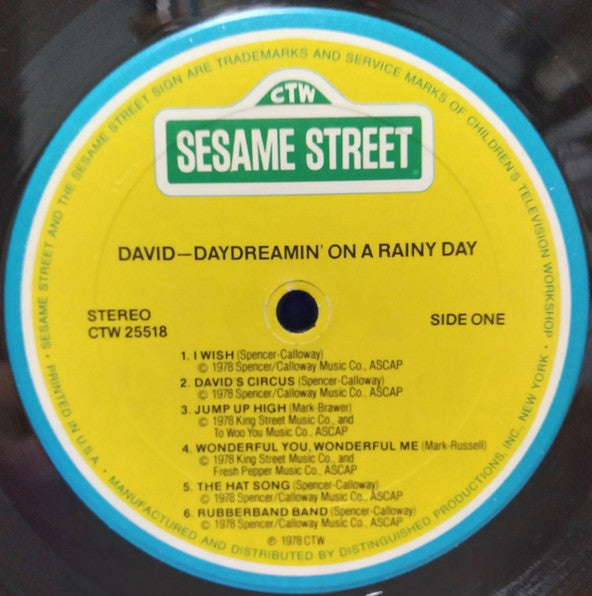 • SESAME STREET AND THE SESAME STREET SIGN ARE TRADEMARKS AND SERVICE MARKS OF CHILDREN'S TELEVISION WORKSHOP •
CTW
SESAME STREET
DAVID—DAYDREAMIN' ON A RAINY DAY
STEREO
CTW 25518
SIDE ONE
1. I WISH (Spencer-Calloway)
© 1978 Spencer/Calloway Music Co., ASCAP
2. DAVID S CIRCUS (Spencer-Calloway)
© 1978 Spencer/Calloway Music Co., ASCAP
3. JUMP UP HIGH (Mark-Brawer)
© 1978 King Street Music Co., and
To Woo You Music Co., ASCAP
4. WONDERFUL YOU, WONDERFUL ME (Mark-Russell)
© 1978 King Street Music Co., and
Fresh Pepper Music Co., ASCAP
5. THE HAT SONG (Spencer-Calloway)
© 1978 Spencer/Calloway Music Co., ASCAP
6. RUBBERBAND BAND (Spencer-Calloway)
© 1978 Spencer/Calloway Music Co., ASCAP
℗ 1978 CTW
PRINTED IN U.S.A. • MANUFACTURED AND DISTRIBUTED BY DISTINGUISHED PRODUCTIONS, INC. NEW YORK •